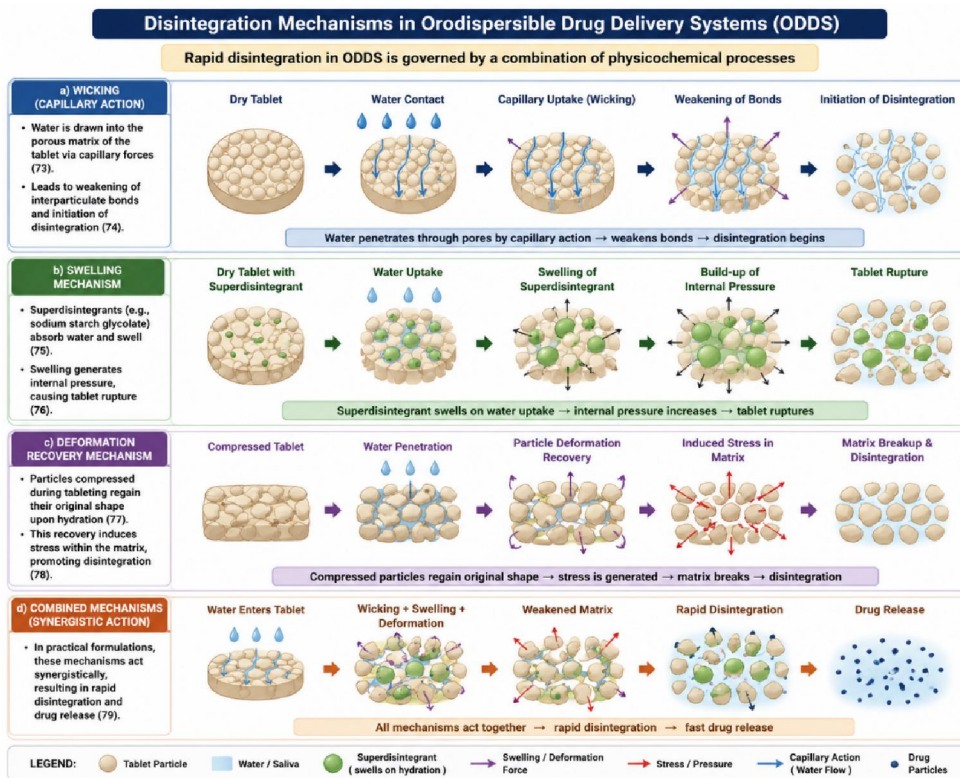 Disintegration Mechanisms in Orodispersible Drug Delivery Systems (ODDS)
Rapid disintegration in ODDS is governed by a combination of physicochemical processes
a) WICKING
(CAPILLARY ACTION)
• Water is drawn into the
porous matrix of the
tablet via capillary forces
(73).
• Leads to weakening of
interparticulate bonds
and initiation of
disintegration (74).
Dry Tablet
Water Contact
Capillary Uptake (Wicking)
Weakening of Bonds
Initiation of Disintegration
Water penetrates through pores by capillary action → weakens bonds → disintegration begins
b) SWELLING
MECHANISM
• Superdisintegrants (e.g.,
sodium starch glycolate)
absorb water and swell
(75).
• Swelling generates
internal pressure,
causing tablet rupture
(76).
Dry Tablet with
Superdisintegrant
Water Uptake
Swelling of
Superdisintegrant
Build-up of
Internal Pressure
Tablet Rupture
Superdisintegrant swells on water uptake → internal pressure increases → tablet ruptures
c) DEFORMATION
RECOVERY MECHANISM
• Particles compressed
during tableting regain
their original shape
upon hydration (77).
• This recovery induces
stress within the matrix,
promoting disintegration
(78).
Compressed Tablet
Water Penetration
Particle Deformation
Recovery
Induced Stress in
Matrix
Matrix Breakup &
Disintegration
Compressed particles regain original shape → stress is generated → matrix breaks → disintegration
d) COMBINED MECHANISMS
(SYNERGISTIC ACTION)
• In practical formulations,
these mechanisms act
synergistically,
resulting in rapid
disintegration and
drug release (79).
Water Enters Tablet
Wicking + Swelling +
Deformation
Weakened Matrix
Rapid Disintegration
Drug Release
All mechanisms act together → rapid disintegration → fast drug release
LEGEND:
Tablet Particle
Water / Saliva
Superdisintegrant
( swells on hydration )
Swelling / Deformation
Force
Stress / Pressure
Capillary Action
( Water Flow )
Drug
Particles